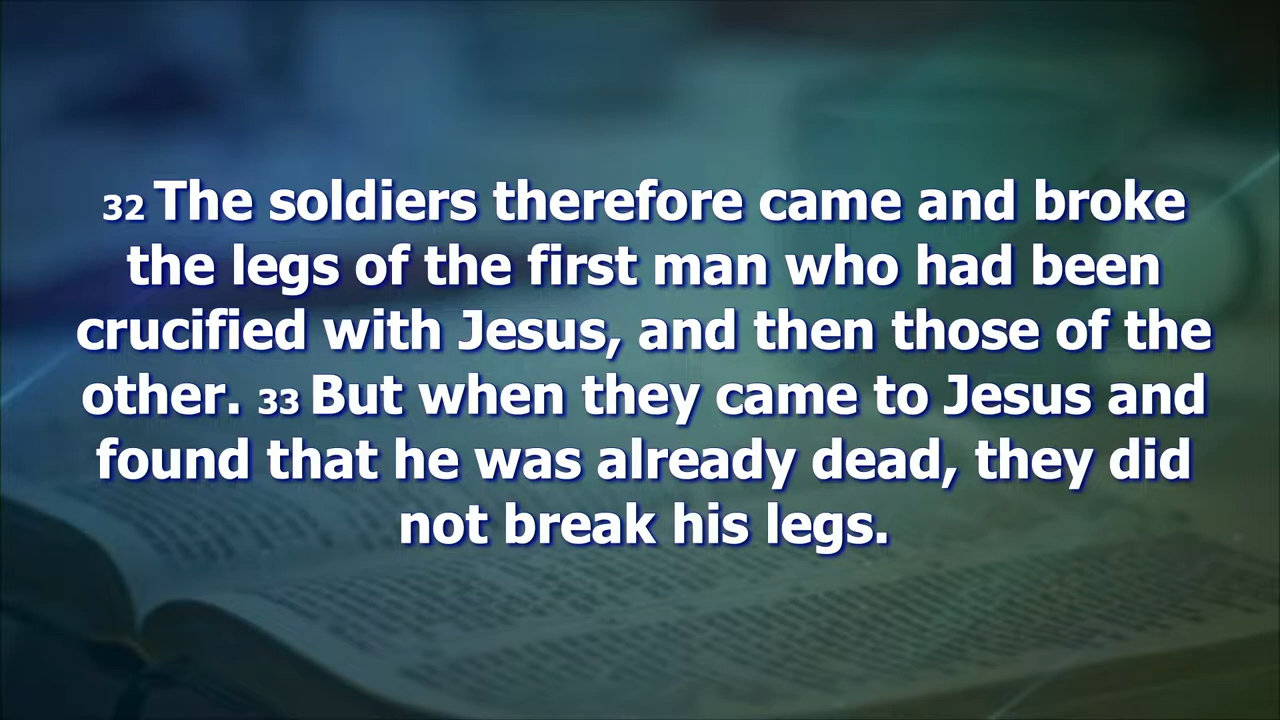 32 The soldiers therefore came and broke
the legs of the first man who had been
crucified with Jesus, and then those of the
other. 33 But when they came to Jesus and
found that he was already dead, they did
not break his legs.